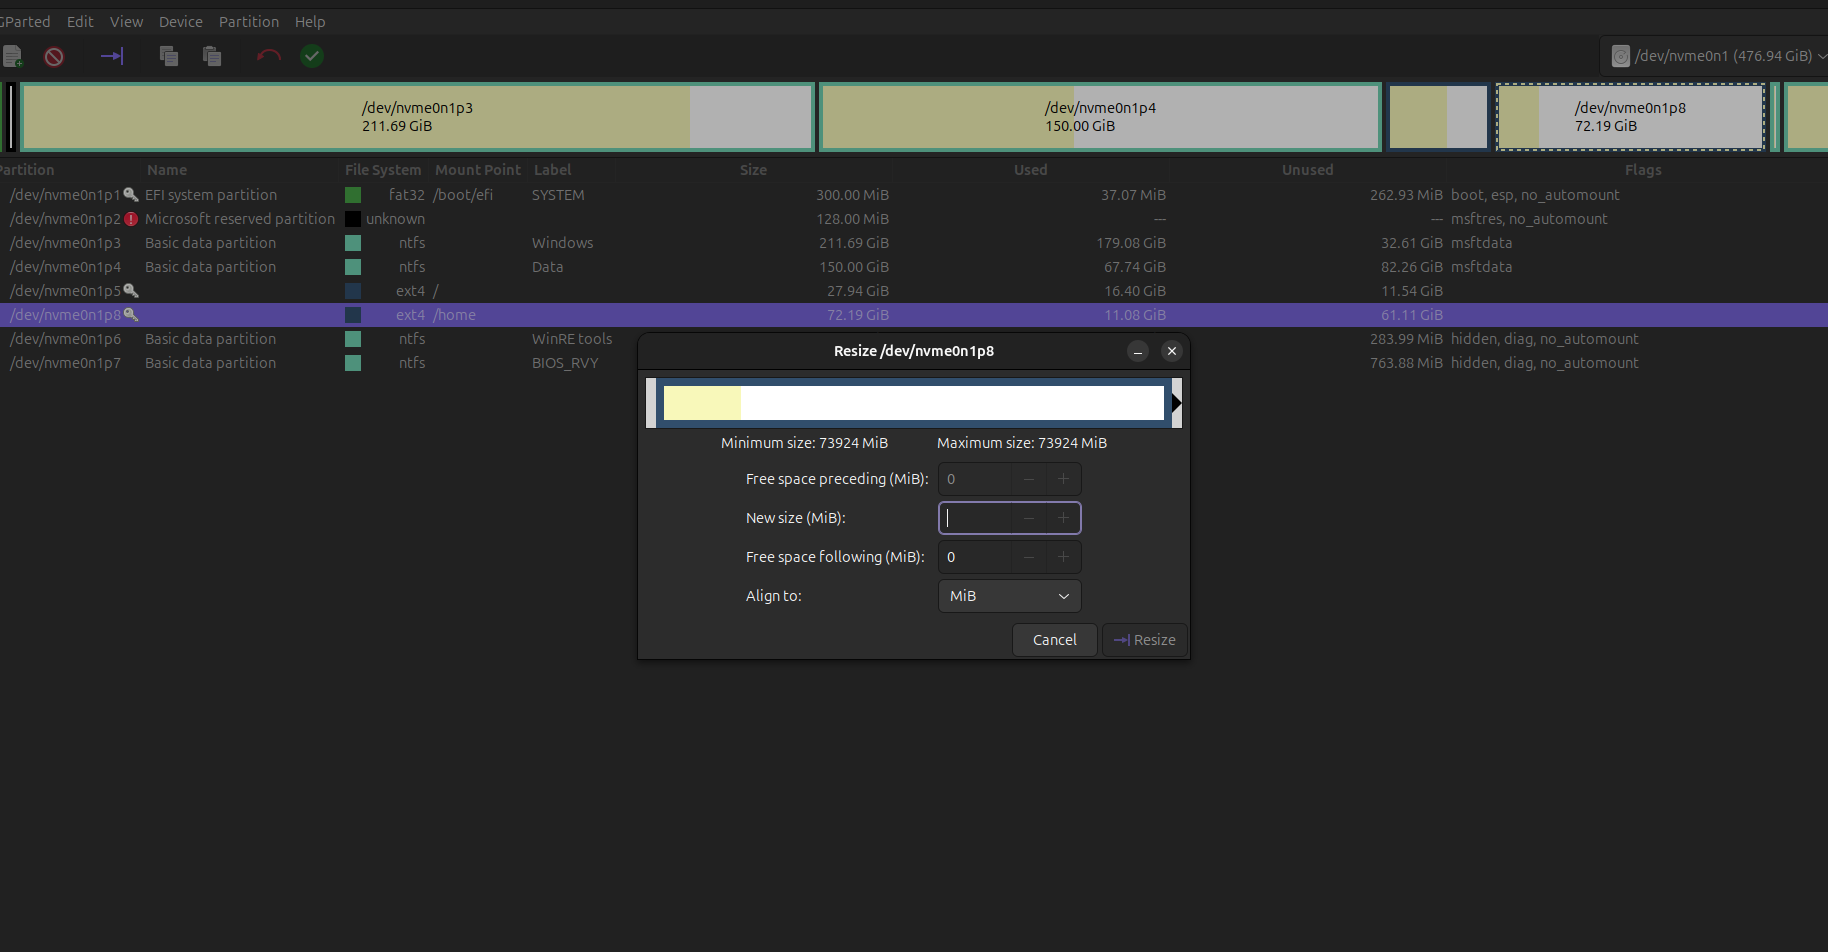 GParted Edit View Device Partition Help
/dev/nvme0n1 (476.94 GiB)
/dev/nvme0n1p3
211.69 GiB
/dev/nvme0n1p4
150.00 GiB
/dev/nvme0n1p8
72.19 GiB
Partition Name File System Mount Point Label Size Used Unused Flags
/dev/nvme0n1p1 EFI system partition fat32 /boot/efi SYSTEM 300.00 MiB 37.07 MiB 262.93 MiB boot, esp, no_automount
/dev/nvme0n1p2 Microsoft reserved partition unknown 128.00 MiB --- --- msftres, no_automount
/dev/nvme0n1p3 Basic data partition ntfs Windows 211.69 GiB 179.08 GiB 32.61 GiB msftdata
/dev/nvme0n1p4 Basic data partition ntfs Data 150.00 GiB 67.74 GiB 82.26 GiB msftdata
/dev/nvme0n1p5 ext4 / 27.94 GiB 16.40 GiB 11.54 GiB
/dev/nvme0n1p8 ext4 /home 72.19 GiB 11.08 GiB 61.11 GiB
/dev/nvme0n1p6 Basic data partition ntfs WinRE tools 283.99 MiB hidden, diag, no_automount
/dev/nvme0n1p7 Basic data partition ntfs BIOS_RVY 763.88 MiB hidden, diag, no_automount
Resize /dev/nvme0n1p8
Minimum size: 73924 MiB Maximum size: 73924 MiB
Free space preceding (MiB): 0
New size (MiB):
Free space following (MiB): 0
Align to: MiB
Cancel Resize